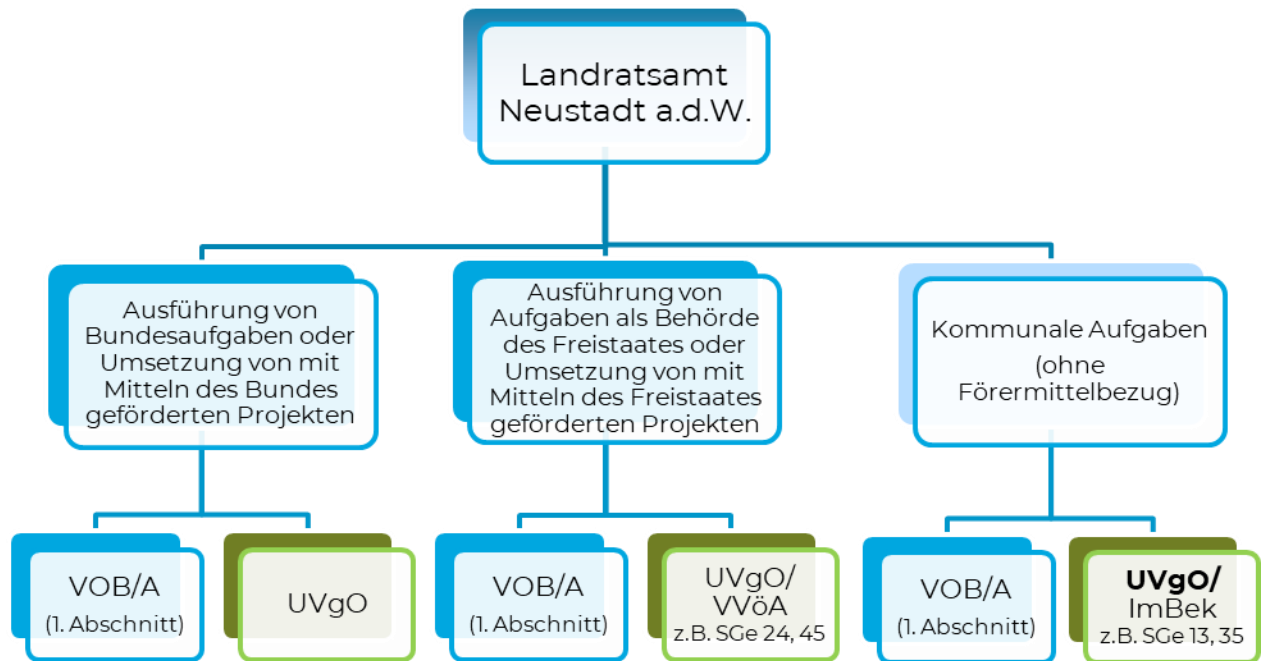 Landratsamt
Neustadt a.d.W.
Ausführung von
Bundesaufgaben oder
Umsetzung von mit
Mitteln des Bundes
geförderten Projekten
Ausführung von
Aufgaben als Behörde
des Freistaates oder
Umsetzung von mit
Mitteln des Freistaates
geförderten Projekten
Kommunale Aufgaben
(ohne
Förermittelbezug)
VOB/A
(1. Abschnitt)
UVgO
VOB/A
(1. Abschnitt)
UVgO/
VVöA
z.B. SGe 24, 45
VOB/A
(1. Abschnitt)
UVgO/
ImBek
z.B. SGe 13, 35